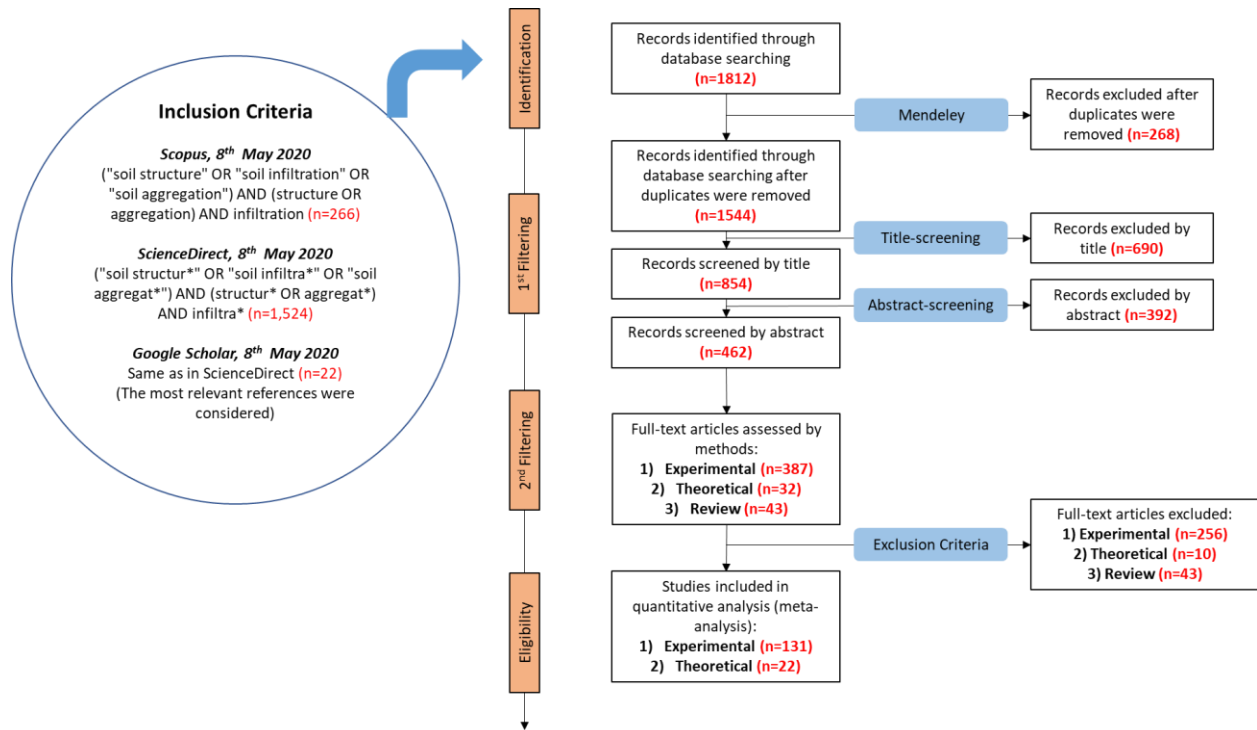 Inclusion Criteria
Scopus, 8th May 2020
("soil structure" OR "soil infiltration" OR
"soil aggregation") AND (structure OR
aggregation) AND infiltration (n=266)
ScienceDirect, 8th May 2020
("soil structur*" OR "soil infiltra*" OR "soil
aggregat*") AND (structur* OR aggregat*)
AND infiltra* (n=1,524)
Google Scholar, 8th May 2020
Same as in ScienceDirect (n=22)
(The most relevant references were
considered)
Identification
1st Filtering
2nd Filtering
Eligibility
Records identified through
database searching
(n=1812)
Mendeley
Records excluded after
duplicates were
removed (n=268)
Records identified through
database searching after
duplicates were removed
(n=1544)
Title-screening
Records excluded by
title (n=690)
Records screened by title
(n=854)
Abstract-screening
Records excluded by
abstract (n=392)
Records screened by abstract
(n=462)
Full-text articles assessed by
methods:
1) Experimental (n=387)
2) Theoretical (n=32)
3) Review (n=43)
Exclusion Criteria
Full-text articles excluded:
1) Experimental (n=256)
2) Theoretical (n=10)
3) Review (n=43)
Studies included in
quantitative analysis (meta-
analysis):
1) Experimental (n=131)
2) Theoretical (n=22)